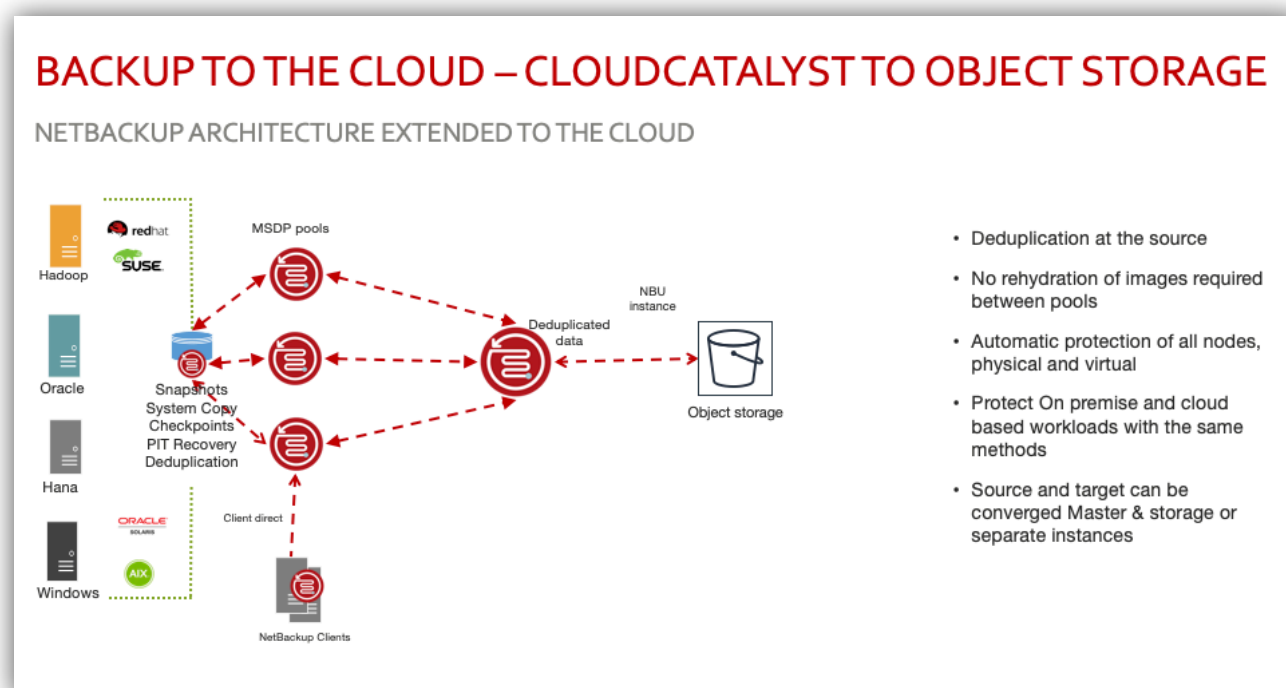 BACKUP TO THE CLOUD – CLOUDCATALYST TO OBJECT STORAGE
NETBACKUP ARCHITECTURE EXTENDED TO THE CLOUD
Hadoop
redhat
SUSE
Oracle
Hana
Windows
ORACLE
SOLARIS
AIX
Snapshots
System Copy
Checkpoints
PIT Recovery
Deduplication
MSDP pools
Client direct
NetBackup Clients
Deduplicated
data
NBU
instance
Object storage
• Deduplication at the source
• No rehydration of images required
between pools
• Automatic protection of all nodes,
physical and virtual
• Protect On premise and cloud
based workloads with the same
methods
• Source and target can be
converged Master & storage or
separate instances